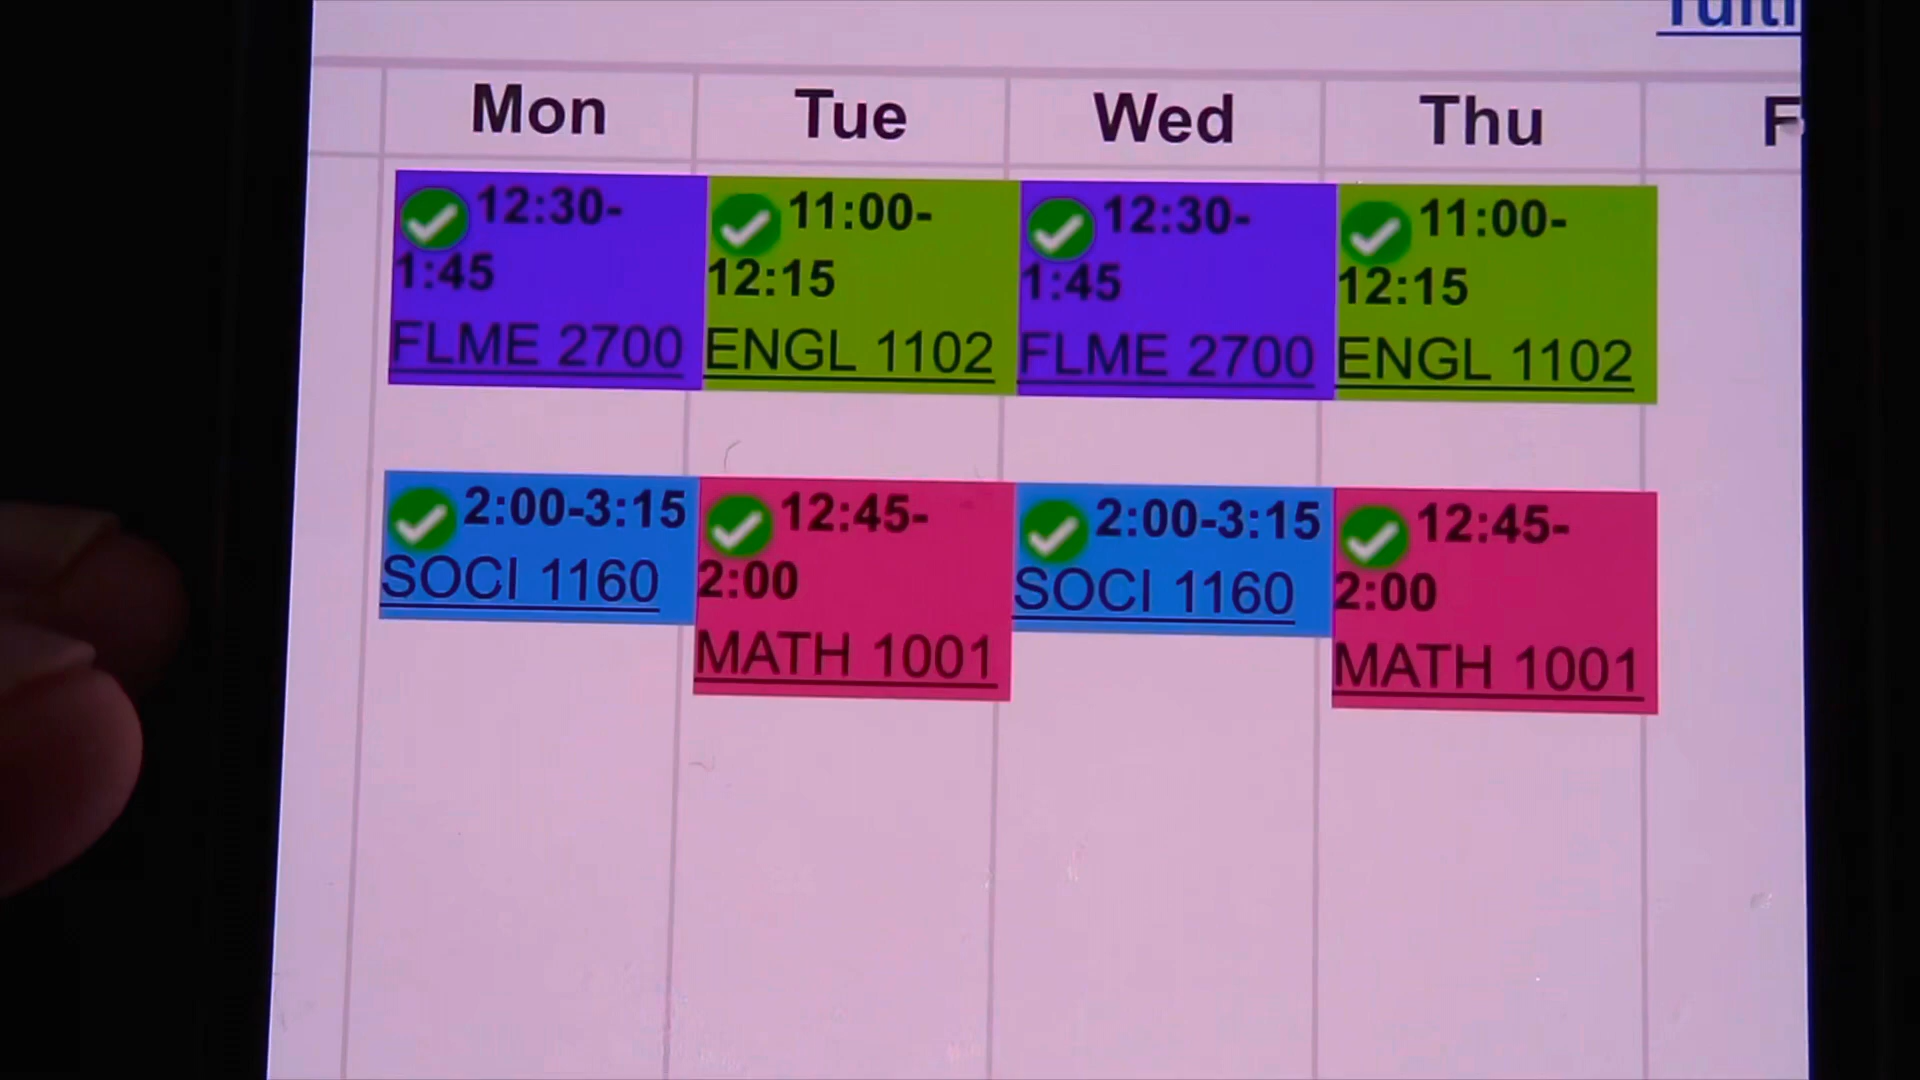 Mon
Tue
Wed
Thu
F
12:30-
1:45
FLME 2700
11:00-
12:15
ENGL 1102
12:30-
1:45
FLME 2700
11:00-
12:15
ENGL 1102
2:00-3:15
SOCI 1160
12:45-
2:00
MATH 1001
2:00-3:15
SOCI 1160
12:45-
2:00
MATH 1001